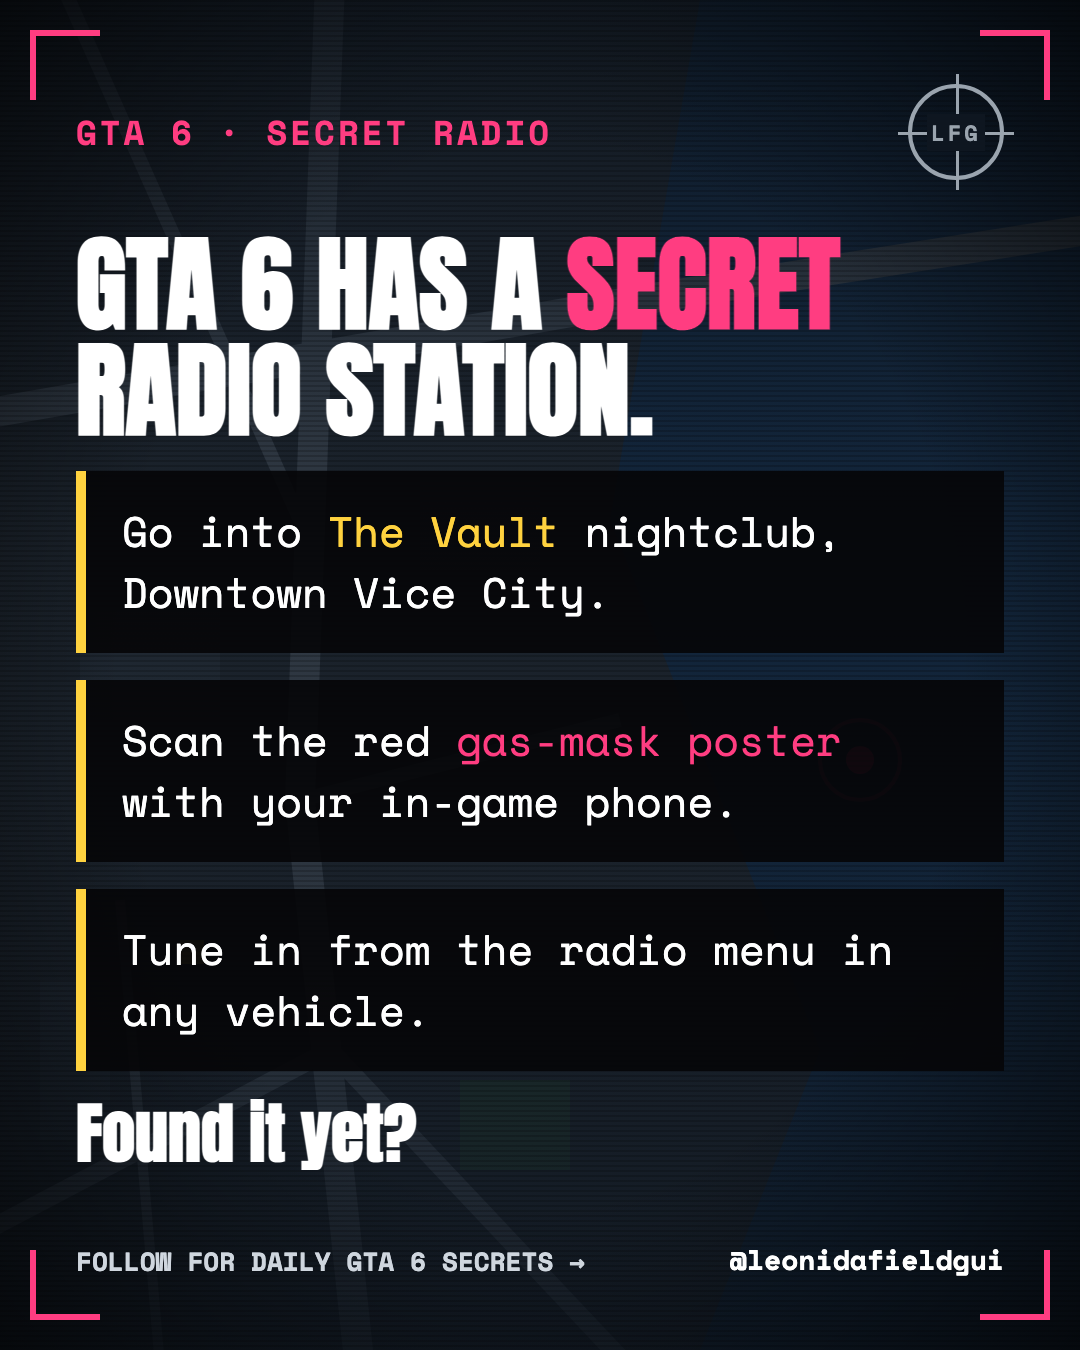 GTA 6 · SECRET RADIO
LFG
GTA 6 HAS A SECRET
RADIO STATION.
Go into The Vault nightclub,
Downtown Vice City.
Scan the red gas-mask poster
with your in-game phone.
Tune in from the radio menu in
any vehicle.
Found it yet?
FOLLOW FOR DAILY GTA 6 SECRETS →
@leonidafieldgui